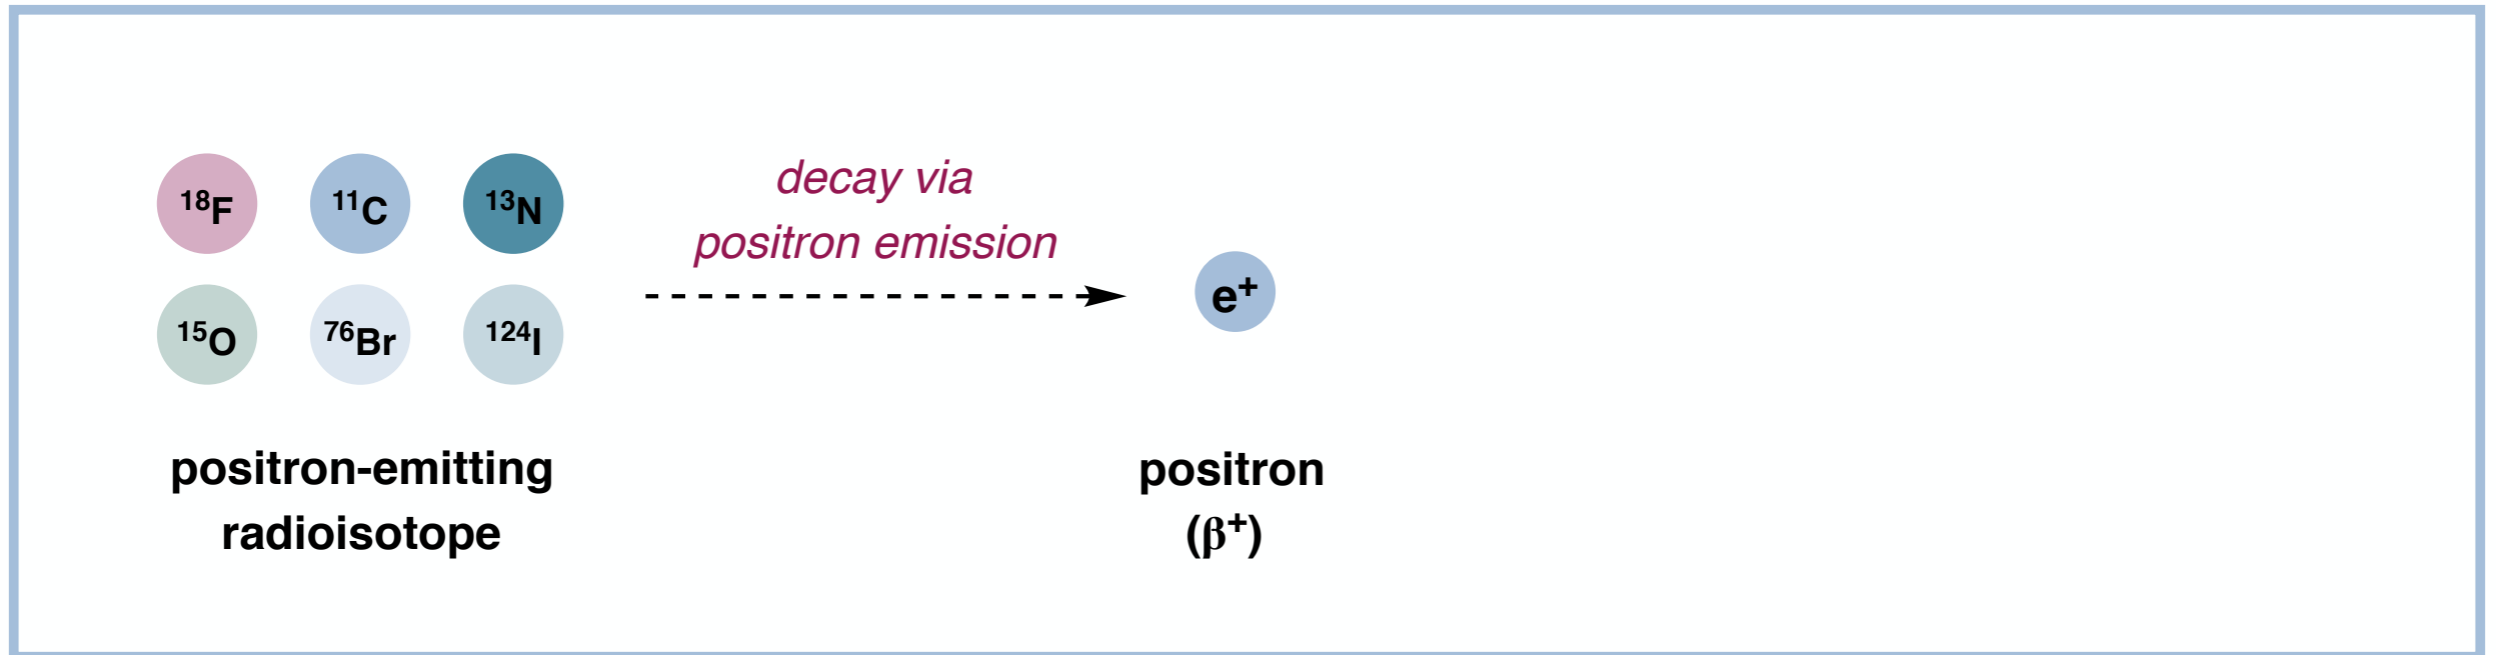 ¹⁸F ¹¹C ¹³N
decay via
positron emission
e⁺
¹⁵O ⁷⁶Br ¹²⁴I
positron-emitting
radioisotope
positron
(β⁺)